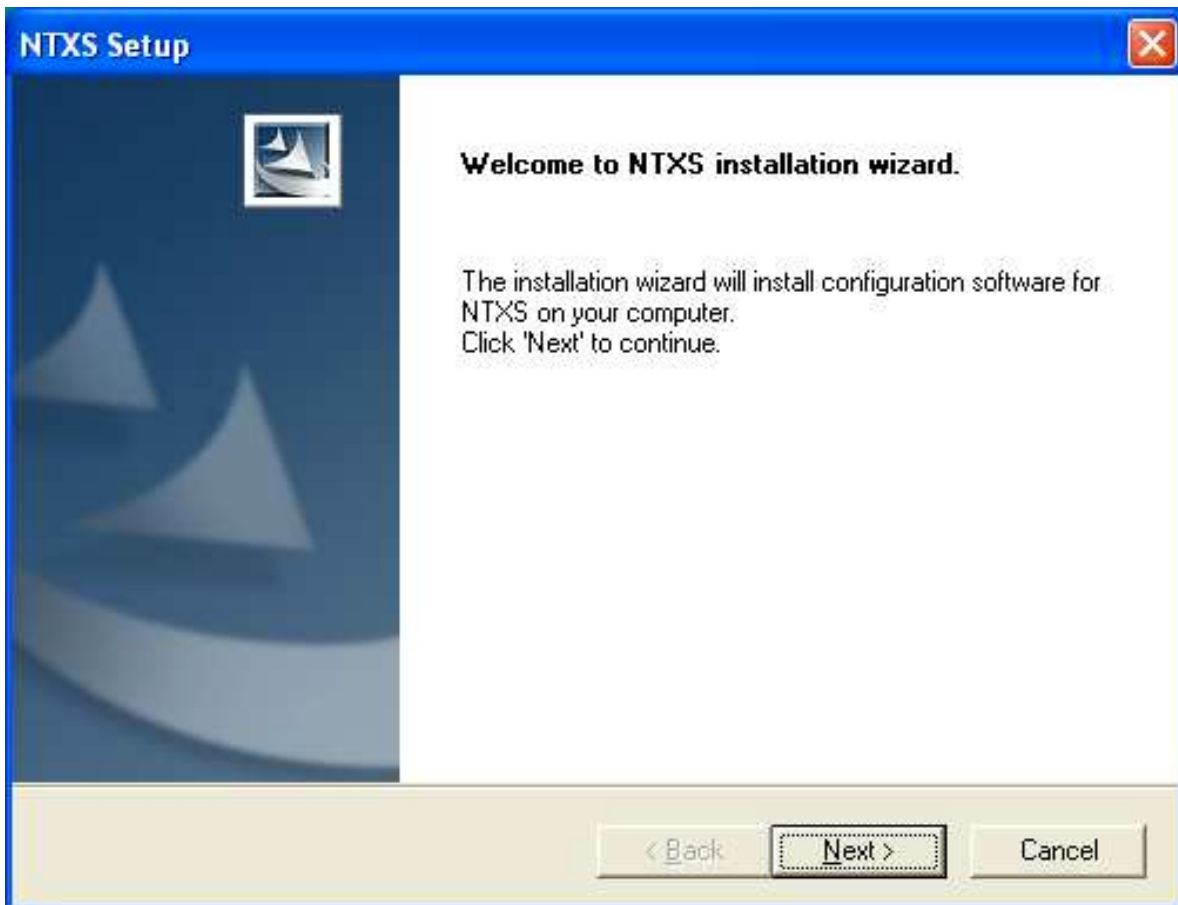 NTXS Setup
Welcome to NTXS installation wizard.
The installation wizard will install configuration software for
NTXS on your computer.
Click 'Next' to continue.
< Back
Next >
Cancel